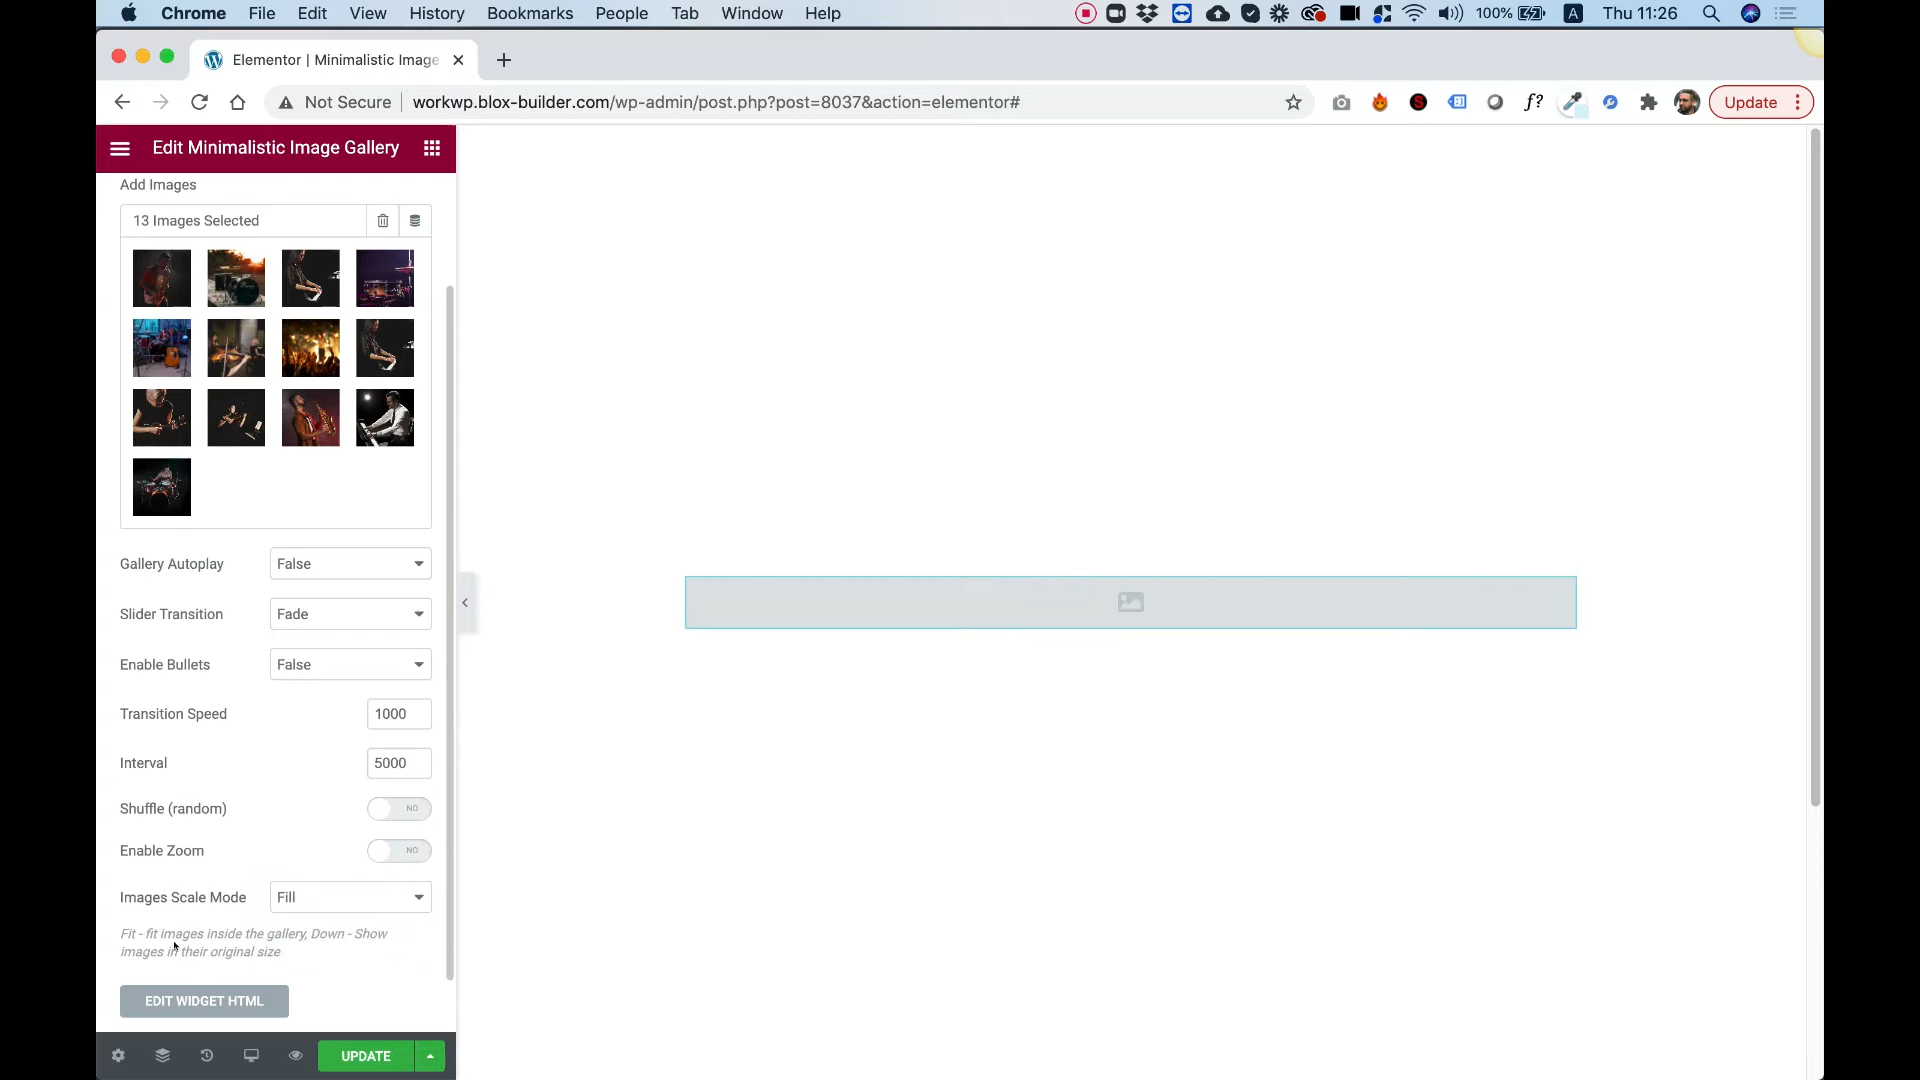 Chrome File Edit View History Bookmarks People Tab Window Help
100% A Thu 11:26
Elementor | Minimalistic Image
Not Secure workwp.blox-builder.com/wp-admin/post.php?post=8037&action=elementor#
S f? Update
Edit Minimalistic Image Gallery
Add Images
13 Images Selected
Gallery Autoplay False
Slider Transition Fade
Enable Bullets False
Transition Speed 1000
Interval 5000
Shuffle (random) NO
Enable Zoom NO
Images Scale Mode Fill
Fit - fit images inside the gallery, Down - Show
images in their original size
EDIT WIDGET HTML
UPDATE